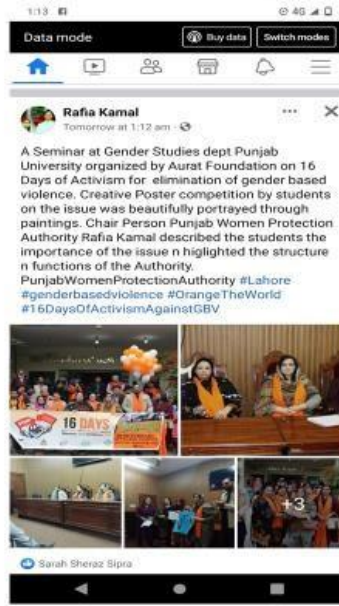 1:13
4G
Data mode
Buy data
Switch modes
Rafia Kamal
Tomorrow at 1:12 am
A Seminar at Gender Studies dept Punjab
University organized by Aurat Foundation on 16
Days of Activism for elimination of gender based
violence. Creative Poster competition by students
on the issue was beautifully portrayed through
paintings. Chair Person Punjab Women Protection
Authority Rafia Kamal described the students the
importance of the issue n higlighted the structure
n functions of the Authority.
PunjabWomenProtectionAuthority #Lahore
#genderbasedviolence #OrangeTheWorld
#16DaysOfActivismAgainstGBV
16 DAYS
+3
Sarah Sheraz Sipra